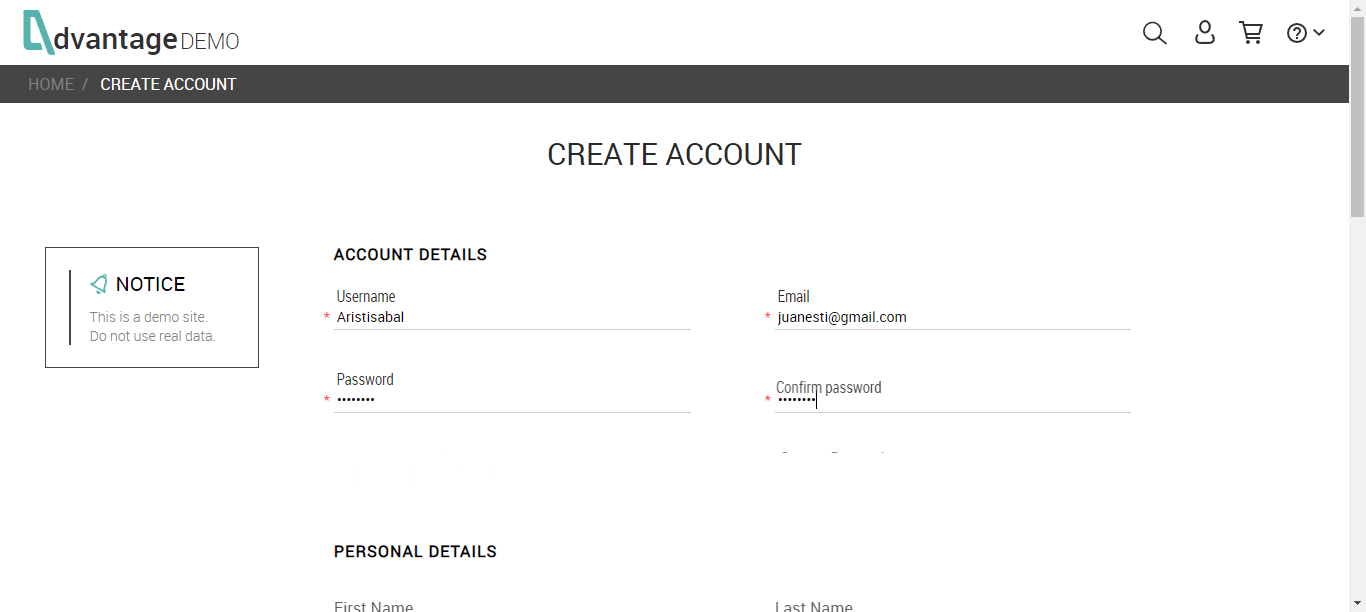 dvantage DEMO
HOME / CREATE ACCOUNT
CREATE ACCOUNT
NOTICE
This is a demo site.
Do not use real data.
ACCOUNT DETAILS
Username
* Aristisabal
Email
* juanesti@gmail.com
Password
* ••••••••
Confirm password
* ••••••••
PERSONAL DETAILS
First Name
Last Name